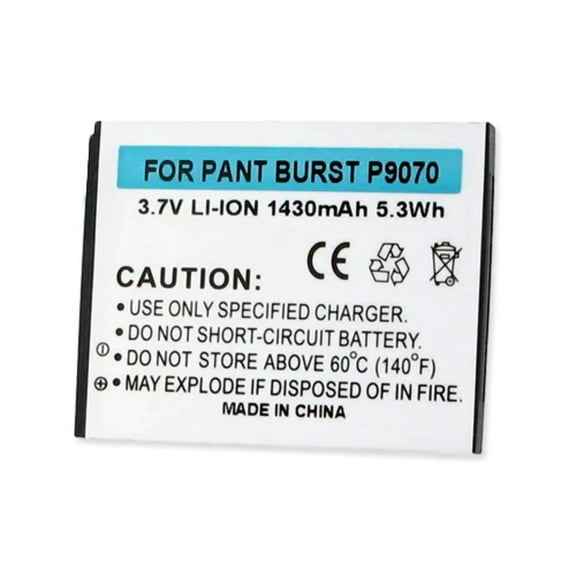 FOR PANT BURST P9070
3.7V LI-ION 1430mAh 5.3Wh
CE
CAUTION:
•USE ONLY SPECIFIED CHARGER.
•DO NOT SHORT-CIRCUIT BATTERY.
•DO NOT STORE ABOVE 60°C (140°F)
•MAY EXPLODE IF DISPOSED OF IN FIRE.
MADE IN CHINA